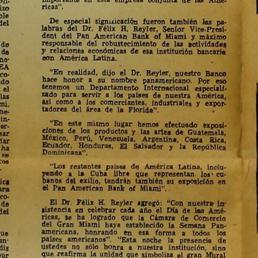 ricas" en esta empresa conjunta de las Amé-
De especial significación fueron también las pa-
labras del Dr. Félix H. Reyler, Senior Vice-Presi-
dent del Pan American Bank of Miami y máximo
responsable del robustecimiento de las actividades
y relaciones económicas de esa institución bancaria
con América Latina.
"En realidad, dijo el Dr. Reyler, nuestro Banco
hace honor a su nombre panamericano. Por eso
tenemos un Departamento Internacional especiali-
zado para servir a los países de nuestra América,
así como a los comerciantes, industriales y expor-
tadores del área de la Florida".
"En este mismo lugar hemos efectuado exposi-
ciones de los productos y las artes de Guatemala,
México, Perú, Venezuela, Argentina, Costa Rica,
Ecuador, Honduras, El Salvador y la República
Dominicana".
"Los restantes países de América Latina, inclu-
yendo a la Cuba libre que representan los cu-
banos del exilio, tendrán también su exposición en
el Pan American Bank of Miami".
El Dr. Félix H. Reyler agregó: "Con nuestra in-
sistencia en celebrar cada año el Día de las Amé-
ricas, se ha logrado que la Cámara de Comercio
del Gran Miami haya establecido la Semana Pan-
americana, honrando en esa forma a todos los
países americanos". "Esta noche la presencia de
ustedes no sólo honra a nuestra institución, sino
que reafirma la unidad que simboliza el gran Mural